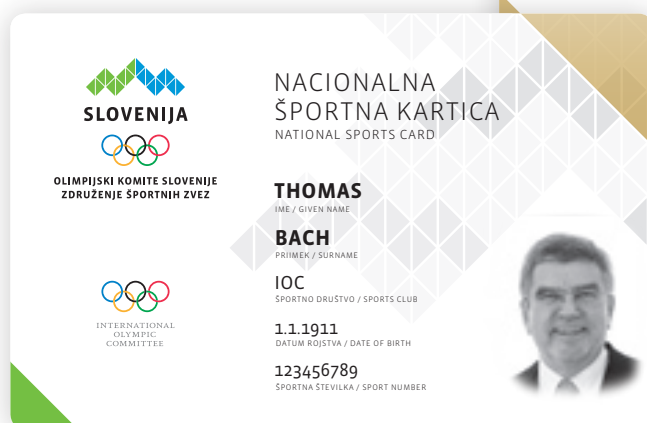 SLOVENIJA
OLIMPIJSKI KOMITE SLOVENIJE
ZDRUŽENJE ŠPORTNIH ZVEZ
INTERNATIONAL
OLYMPIC
COMMITTEE
NACIONALNA
ŠPORTNA KARTICA
NATIONAL SPORTS CARD
THOMAS
IME / GIVEN NAME
BACH
PRIIMEK / SURNAME
IOC
ŠPORTNO DRUŠTVO / SPORTS CLUB
1.1.1911
DATUM ROJSTVA / DATE OF BIRTH
123456789
ŠPORTNA ŠTEVILKA / SPORT NUMBER